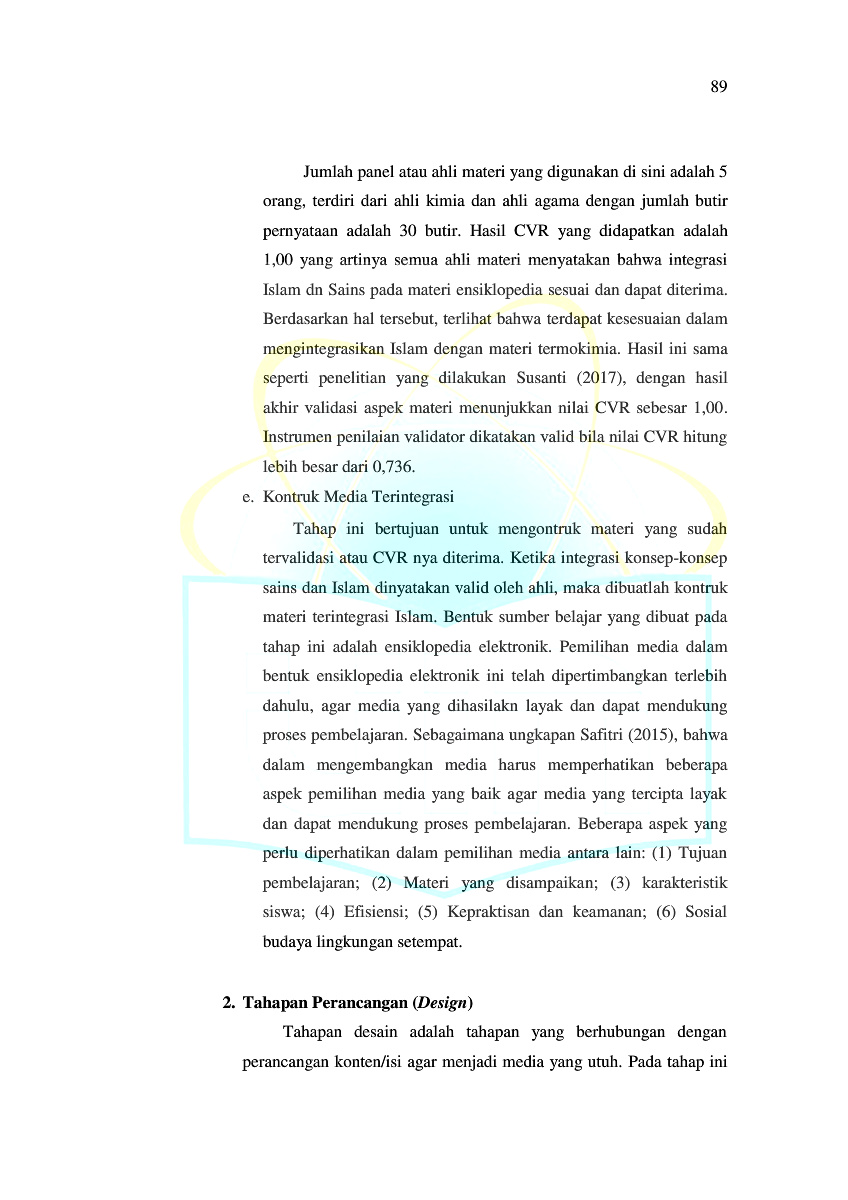 89
Jumlah panel atau ahli materi yang digunakan di sini adalah 5
orang, terdiri dari ahli kimia dan ahli agama dengan jumlah butir
pernyataan adalah 30 butir. Hasil CVR yang didapatkan adalah
1,00 yang artinya semua ahli materi menyatakan bahwa integrasi
Islam dn Sains pada materi ensiklopedia sesuai dan dapat diterima.
Berdasarkan hal tersebut, terlihat bahwa terdapat kesesuaian dalam
mengintegrasikan Islam dengan materi termokimia. Hasil ini sama
seperti penelitian yang dilakukan Susanti (2017), dengan hasil
akhir validasi aspek materi menunjukkan nilai CVR sebesar 1,00.
Instrumen penilaian validator dikatakan valid bila nilai CVR hitung
lebih besar dari 0,736.
e. Kontruk Media Terintegrasi
Tahap ini bertujuan untuk mengontruk materi yang sudah
tervalidasi atau CVR nya diterima. Ketika integrasi konsep-konsep
sains dan Islam dinyatakan valid oleh ahli, maka dibuatlah kontruk
materi terintegrasi Islam. Bentuk sumber belajar yang dibuat pada
tahap ini adalah ensiklopedia elektronik. Pemilihan media dalam
bentuk ensiklopedia elektronik ini telah dipertimbangkan terlebih
dahulu, agar media yang dihasilakn layak dan dapat mendukung
proses pembelajaran. Sebagaimana ungkapan Safitri (2015), bahwa
dalam mengembangkan media harus memperhatikan beberapa
aspek pemilihan media yang baik agar media yang tercipta layak
dan dapat mendukung proses pembelajaran. Beberapa aspek yang
perlu diperhatikan dalam pemilihan media antara lain: (1) Tujuan
pembelajaran; (2) Materi yang disampaikan; (3) karakteristik
siswa; (4) Efisiensi; (5) Kepraktisan dan keamanan; (6) Sosial
budaya lingkungan setempat.
2. Tahapan Perancangan (Design)
Tahapan desain adalah tahapan yang berhubungan dengan
perancangan konten/isi agar menjadi media yang utuh. Pada tahap ini